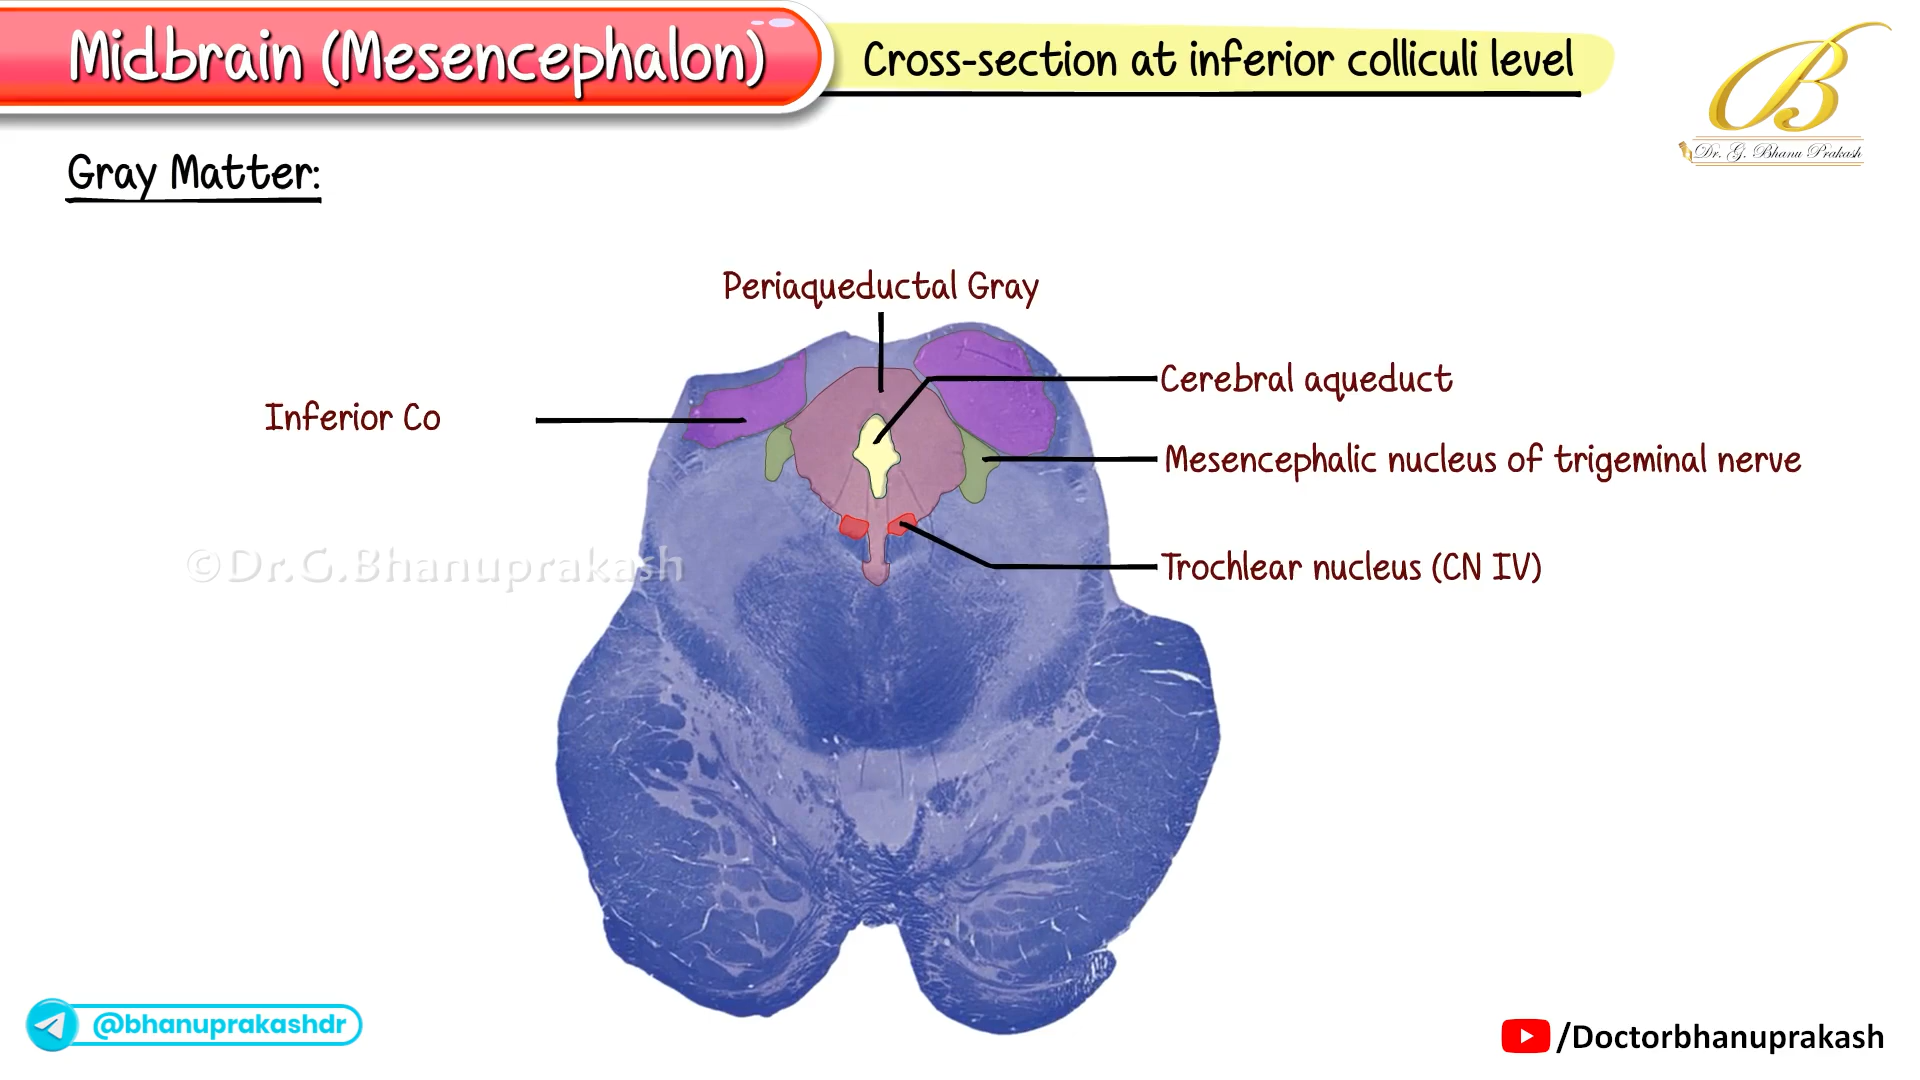 Midbrain (Mesencephalon)
Cross-section at inferior colliculi level
B
Dr. G. Bhanu Prakash
Gray Matter:
Periaqueductal Gray
Cerebral aqueduct
Inferior Co
Mesencephalic nucleus of trigeminal nerve
©Dr.G.Bhanuprakash
Trochlear nucleus (CN IV)
@bhanuprakashdr
/Doctorbhanuprakash